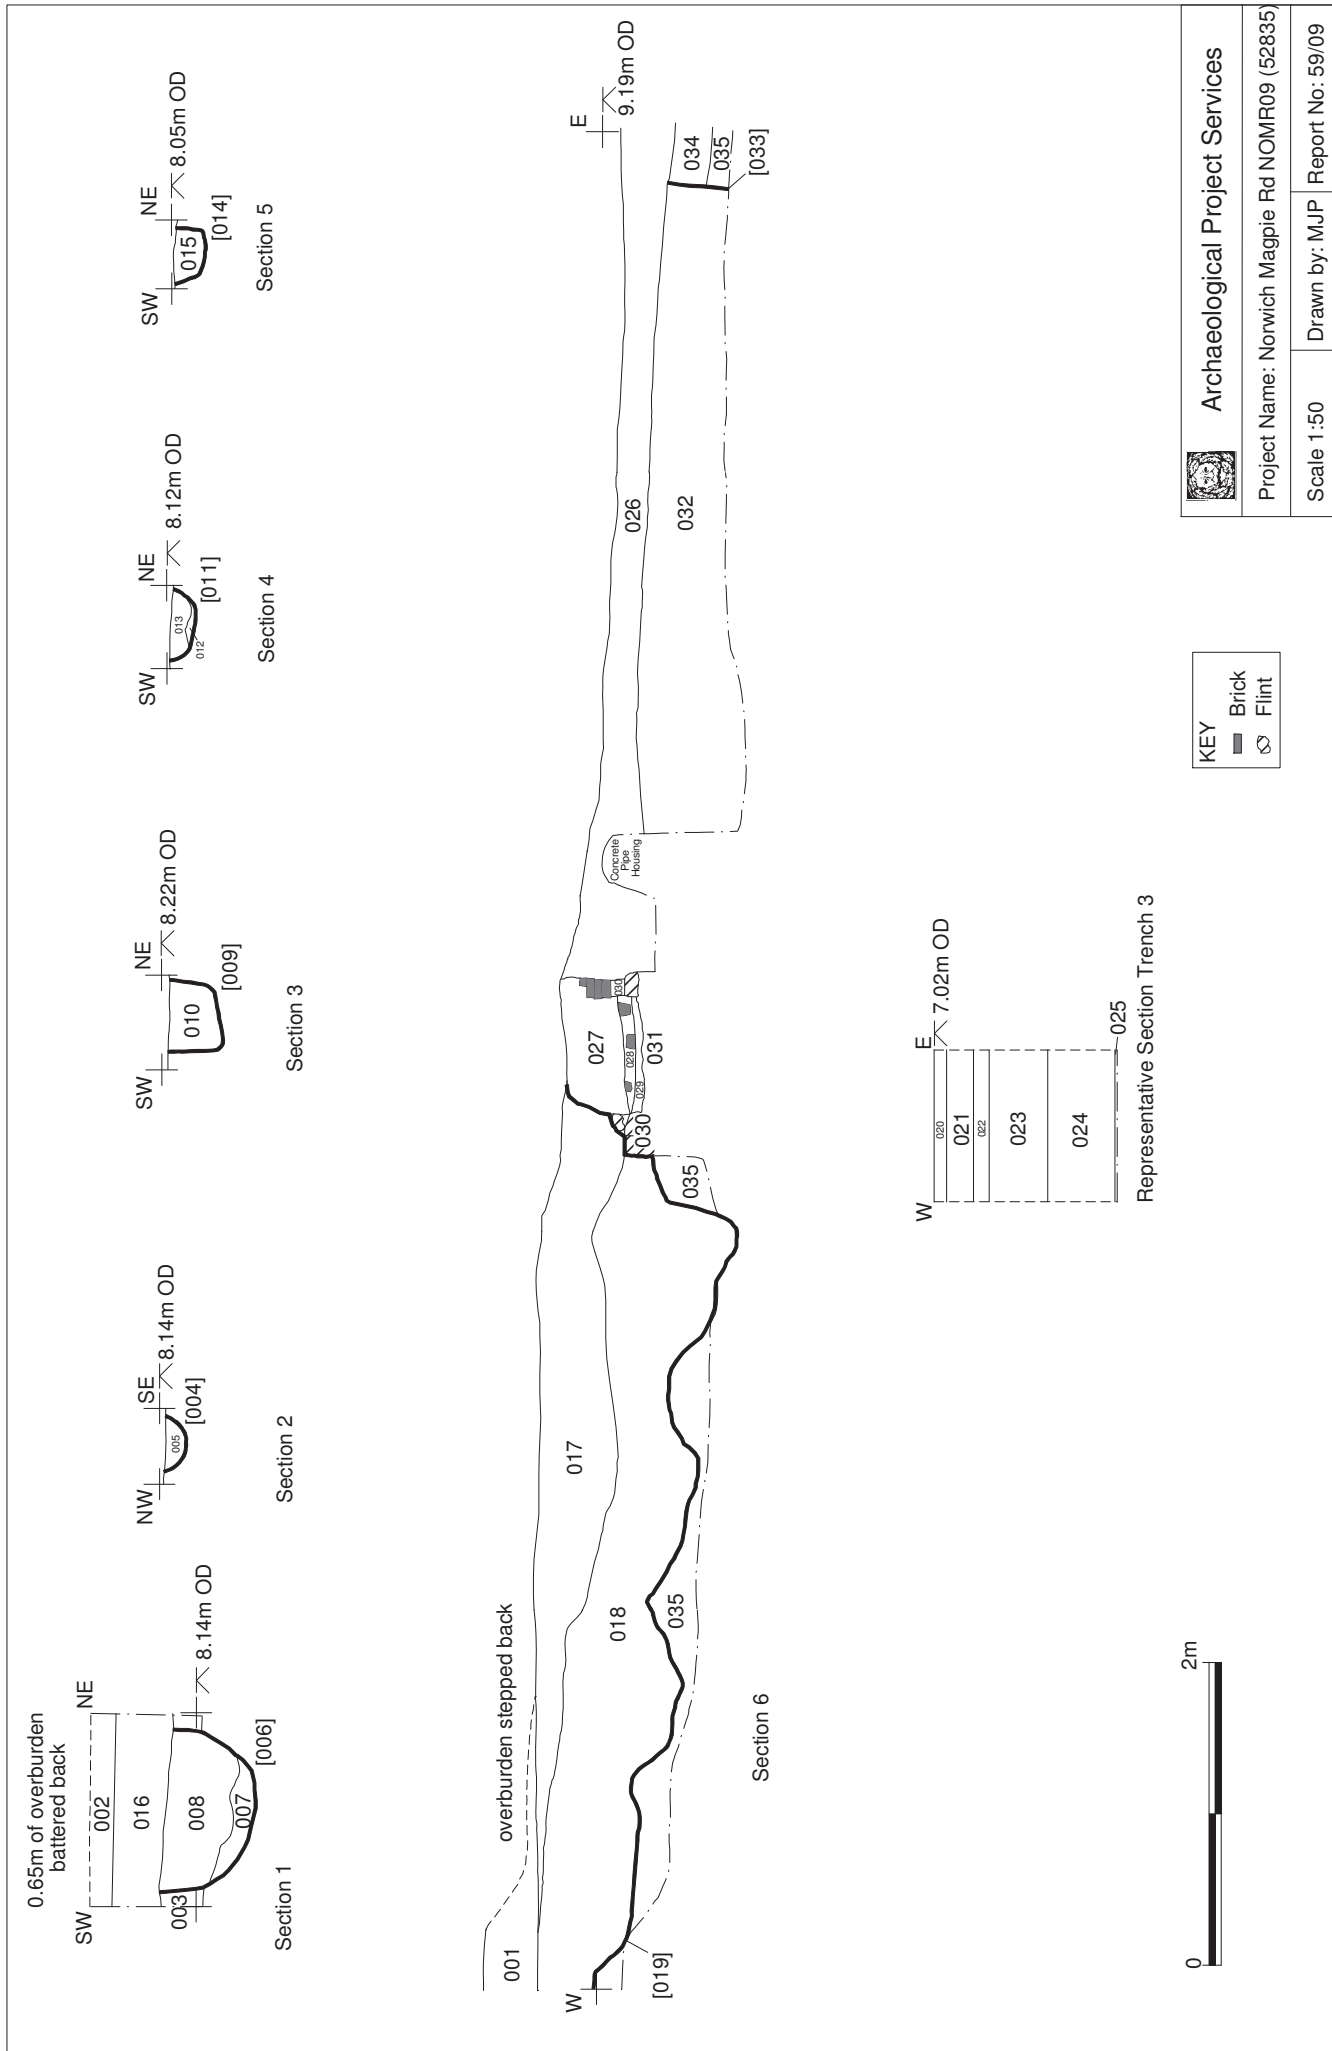 0.65m of overburden
battered back
SW
NE
002
016
003
008
007
8.14m OD
[006]
Section 1
NW
SE
8.14m OD
005
[004]
Section 2
SW
NE
8.22m OD
010
[009]
Section 3
SW
NE
8.12m OD
013
012
[011]
Section 4
SW
NE
8.05m OD
015
[014]
Section 5
overburden stepped back
001
W
[019]
017
018
035
035
030
027
028
029
030
031
Concrete
Pipe
Housing
026
032
E
9.19m OD
034
035
[033]
Section 6
W
E
7.02m OD
020
021
022
023
024
025
Representative Section Trench 3
0
2m
KEY
Brick
Flint
Archaeological Project Services
Project Name: Norwich Magpie Rd NOMR09 (52835)
Scale 1:50
Drawn by: MJP
Report No: 59/09